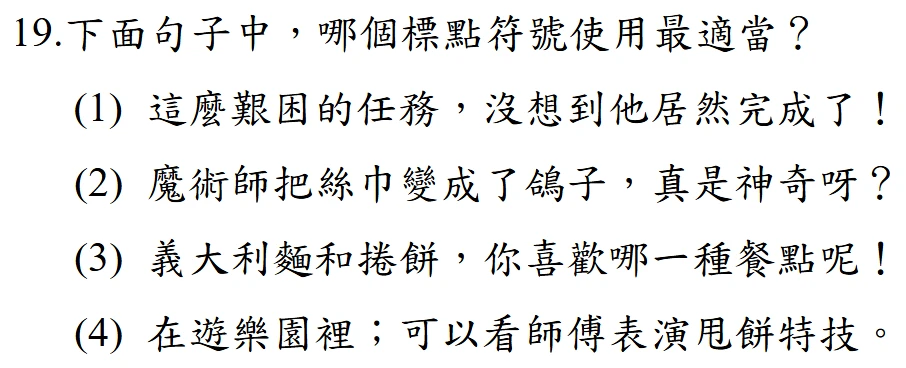 19.下面句子中，哪個標點符號使用最適當？
(1) 這麼艱困的任務，沒想到他居然完成了！
(2) 魔術師把絲巾變成了鴿子，真是神奇呀？
(3) 義大利麵和捲餅，你喜歡哪一種餐點呢！
(4) 在遊樂園裡；可以看師傅表演甩餅特技。